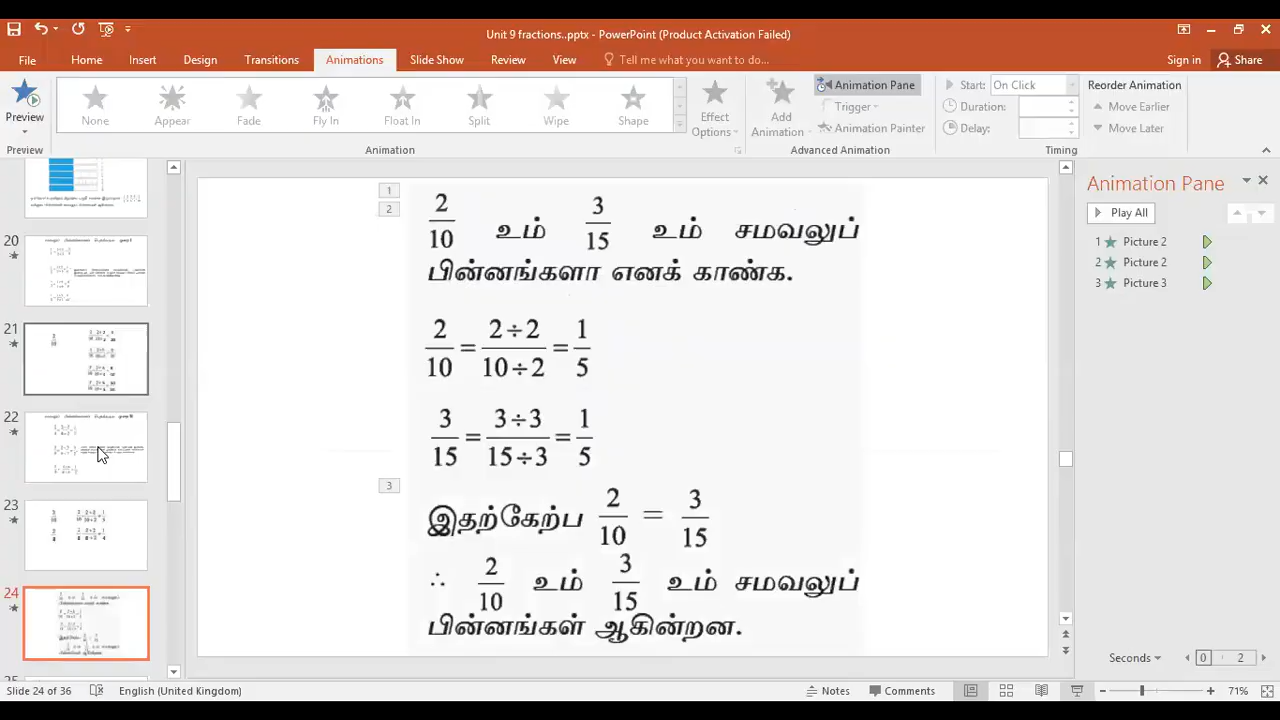 Unit 9 fractions..pptx - PowerPoint (Product Activation Failed)
File Home Insert Design Transitions Animations Slide Show Review View Tell me what you want to do... Sign in Share
Preview None Appear Fade Fly In Float In Split Wipe Shape Effect Options Add Animation Animation Pane Trigger Animation Painter Start: On Click Duration: Delay: Reorder Animation Move Earlier Move Later
Preview Animation Advanced Animation Timing
20
21
22
23
24
1
2
2/10 உம் 3/15 உம் சமவலுப்
பின்னங்களா எனக் காண்க.
2/10 = 2÷2/10÷2 = 1/5
3/15 = 3÷3/15÷3 = 1/5
3
இதற்கேற்ப 2/10 = 3/15
∴ 2/10 உம் 3/15 உம் சமவலுப்
பின்னங்கள் ஆகின்றன.
Animation Pane
Play All
1 Picture 2
2 Picture 2
3 Picture 3
Seconds 0 2
Slide 24 of 36 English (United Kingdom) Notes Comments 71%